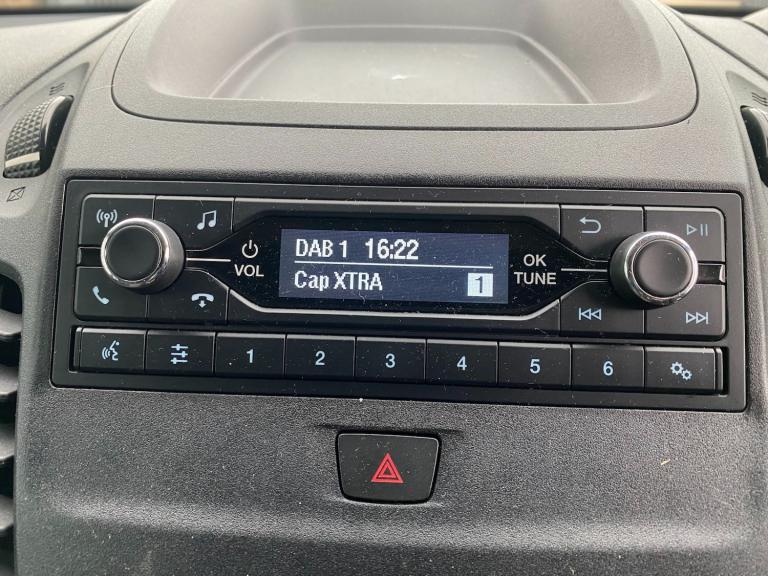 DAB 1 16:22
Cap XTRA 1
VOL
OK
TUNE
1 2 3 4 5 6